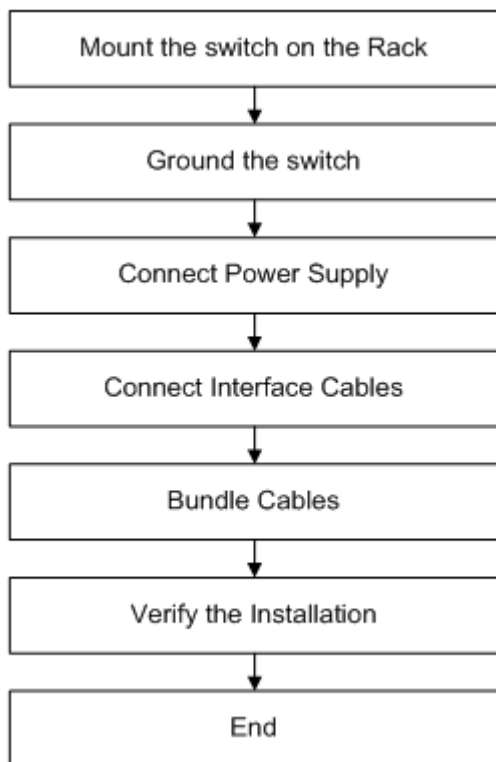 Mount the switch on the Rack
Ground the switch
Connect Power Supply
Connect Interface Cables
Bundle Cables
Verify the Installation
End